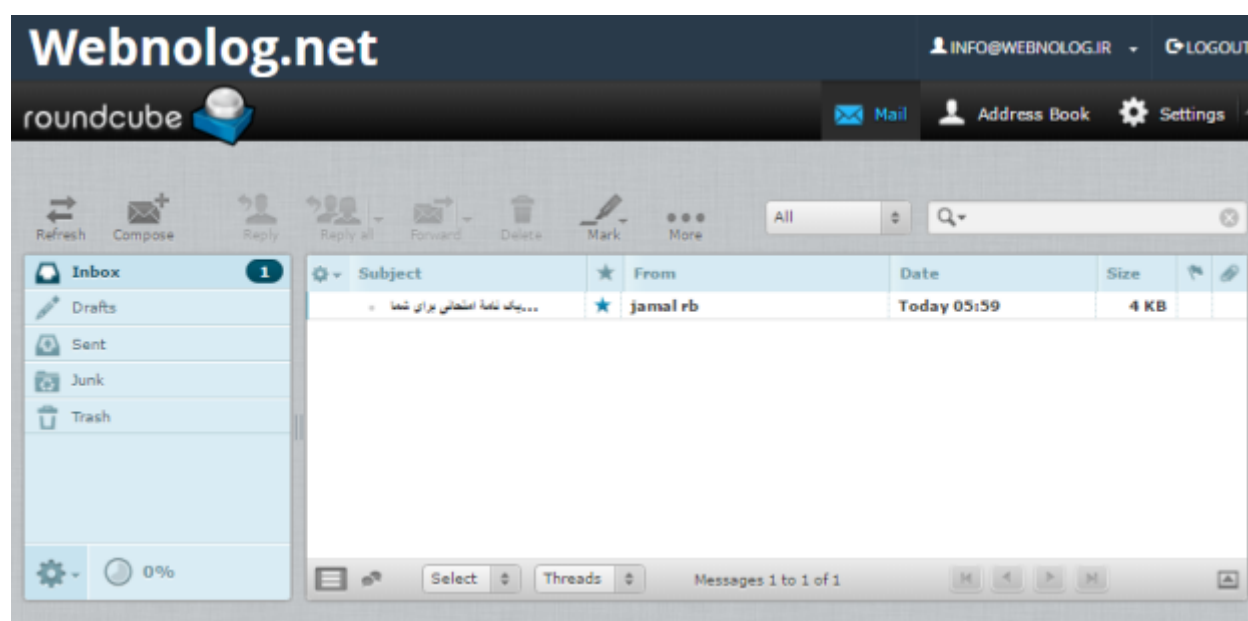 Webnolog.net
INFO@WEBNOLOG.IR LOGOUT
roundcube Mail Address Book Settings
Refresh Compose Reply Reply all Forward Delete Mark More All
Inbox 1 Subject From Date Size
...یک نامهٔ امتحانی برای شما jamal rb Today 05:59 4 KB
Drafts
Sent
Junk
Trash
0% Select Threads Messages 1 to 1 of 1